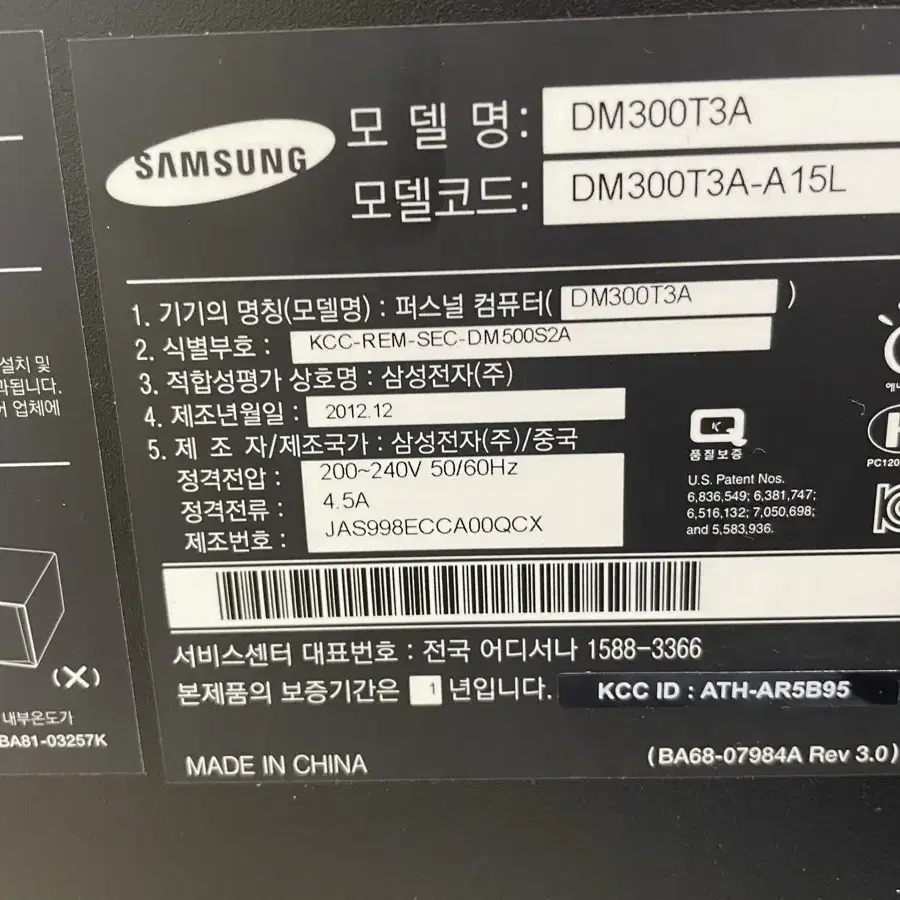 SAMSUNG
모 델 명: DM300T3A
모델코드: DM300T3A-A15L
1. 기기의 명칭(모델명) : 퍼스널 컴퓨터( DM300T3A )
2. 식별부호 : KCC-REM-SEC-DM500S2A
3. 적합성평가 상호명 : 삼성전자(주)
4. 제조년월일 : 2012.12
5. 제 조 자/제조국가 : 삼성전자(주)/중국
정격전압 : 200~240V 50/60Hz
정격전류 : 4.5A
제조번호 : JAS998ECCA00QCX
품질보증
U.S. Patent Nos.
6,836,549; 6,381,747;
6,516,132; 7,050,698;
and 5,583,936.
PC120
서비스센터 대표번호 : 전국 어디서나 1588-3366
본제품의 보증기간은 1 년입니다.
KCC ID : ATH-AR5B95
MADE IN CHINA
(BA68-07984A Rev 3.0)
설치 및
과됩니다.
업체에
(X)
내부온도가
BA81-03257K